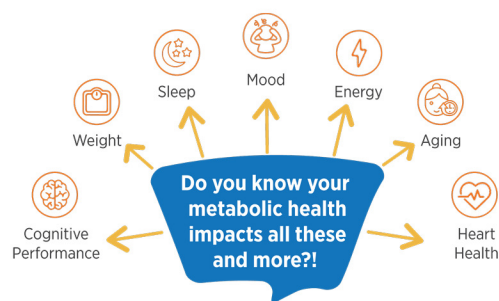 Mood
Sleep
Energy
Weight
Aging
Do you know your
metabolic health
impacts all these
and more?!
Cognitive
Performance
Heart
Health